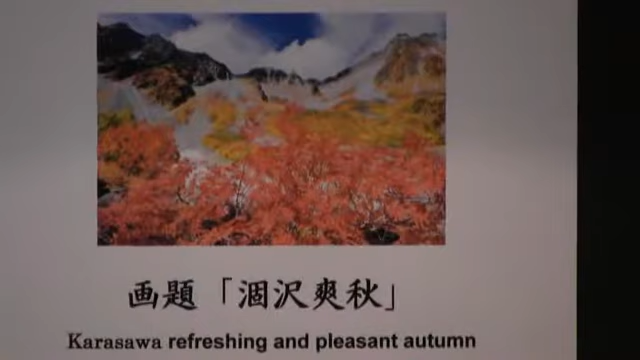 画題「涸沢爽秋」
Karasawa refreshing and pleasant autumn